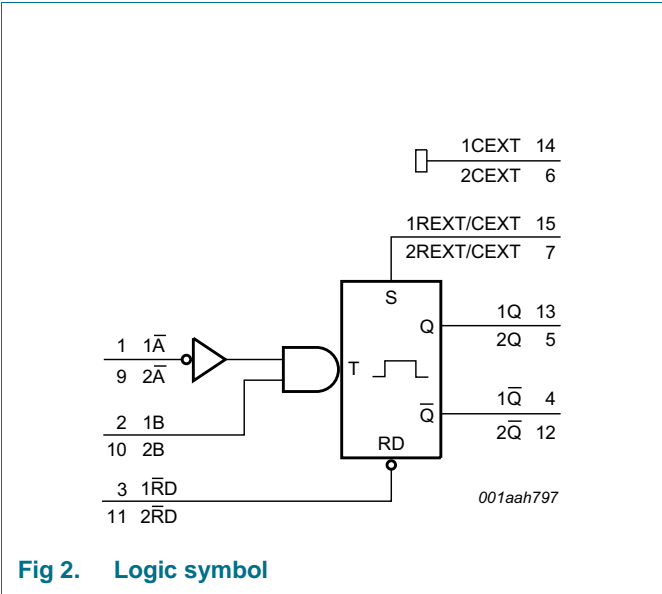 1CEXT 14
2CEXT 6
1REXT/CEXT 15
2REXT/CEXT 7
S
Q
1Q 13
2Q 5
1 1A̅
9 2A̅
T
2 1B
10 2B
Q̅
1Q̅ 4
2Q̅ 12
RD
3 1R̅D
11 2R̅D
001aah797
Fig 2. Logic symbol